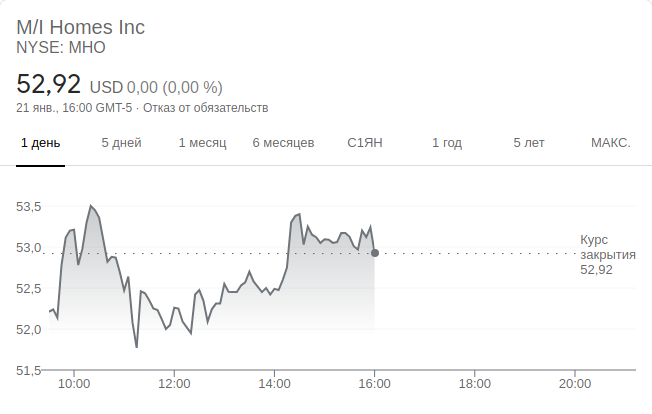 M/I Homes Inc
NYSE: MHO
52,92 USD 0,00 (0,00 %)
21 янв., 16:00 GMT-5 · Отказ от обязательств
1 день 5 дней 1 месяц 6 месяцев С1ЯН 1 год 5 лет МАКС.
53,5
53,0
52,5
52,0
51,5
Курс
закрытия
52,92
10:00 12:00 14:00 16:00 18:00 20:00